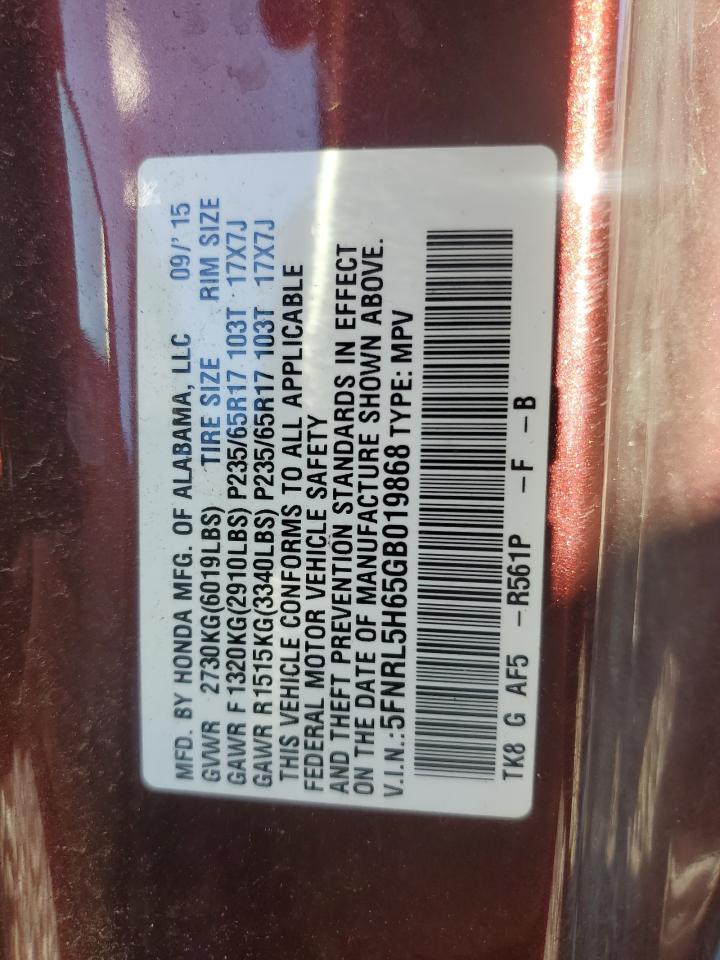 MFD. BY HONDA MFG. OF ALABAMA, LLC 09/' 15
GVWR 2730KG(6019LBS) TIRE SIZE RIM SIZE
GAWR F 1320KG(2910LBS) P235/65R17 103T 17X7J
GAWR R1515KG(3340LBS) P235/65R17 103T 17X7J
THIS VEHICLE CONFORMS TO ALL APPLICABLE
FEDERAL MOTOR VEHICLE SAFETY
AND THEFT PREVENTION STANDARDS IN EFFECT
ON THE DATE OF MANUFACTURE SHOWN ABOVE.
V.I.N.:5FNRL5H65GB019868 TYPE: MPV
TK8 G AF5 -R561P -F -B